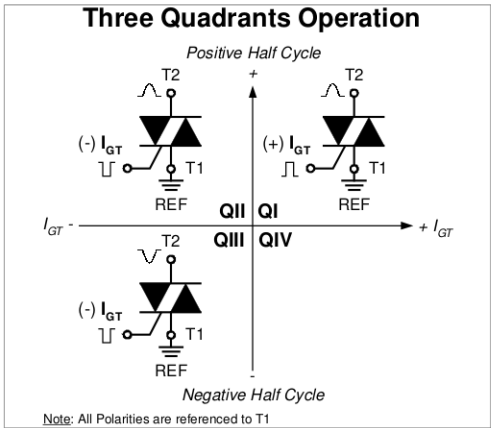 Three Quadrants Operation
Positive Half Cycle
+
T2
T2
(-) IGT
(+) IGT
T1
T1
REF
REF
QII QI
IGT -
+ IGT
QIII QIV
T2
(-) IGT
T1
REF
-
Negative Half Cycle
Note: All Polarities are referenced to T1